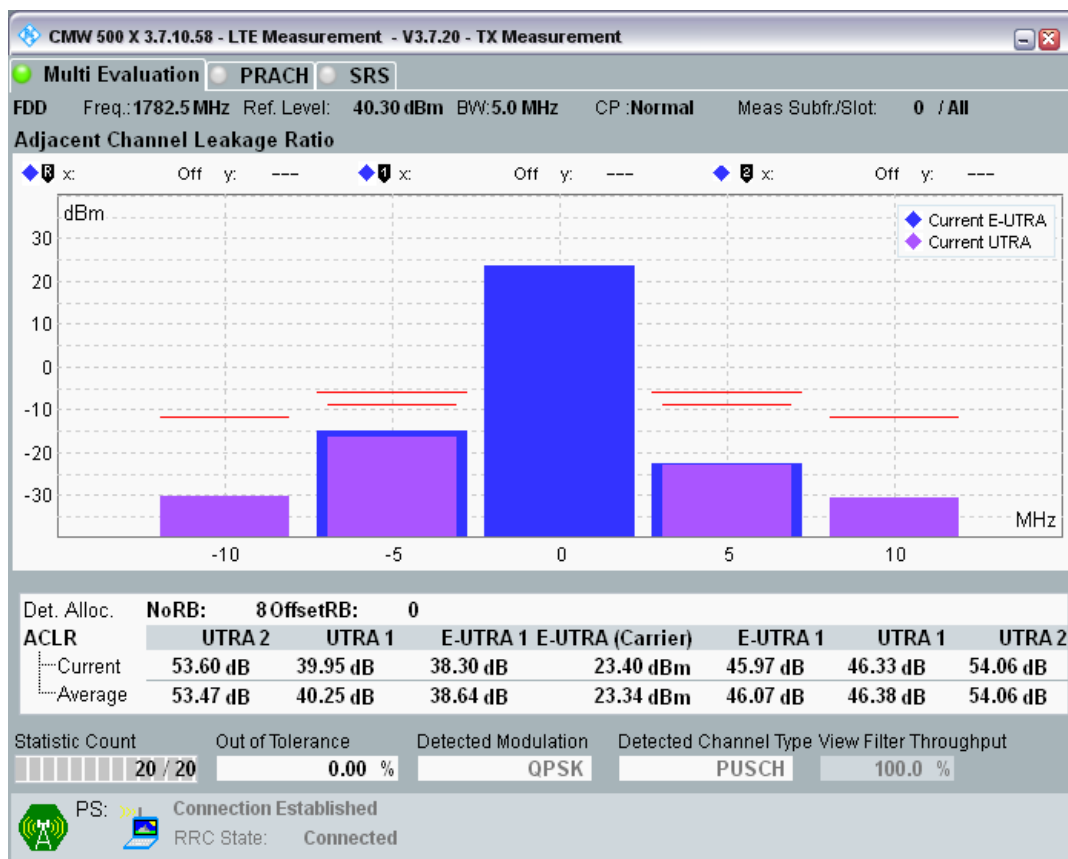 CMW 500 X 3.7.10.58 - LTE Measurement - V3.7.20 - TX Measurement
Multi Evaluation PRACH SRS
FDD Freq.: 1782.5 MHz Ref. Level: 40.30 dBm BW: 5.0 MHz CP : Normal Meas Subfr./Slot: 0 / All
Adjacent Channel Leakage Ratio
R x: Off y: --- 1 x: Off y: --- 2 x: Off y: ---
dBm
Current E-UTRA
Current UTRA
30
20
10
0
-10
-20
-30
MHz
-10 -5 0 5 10
Det. Alloc. NoRB: 8 OffsetRB: 0
ACLR UTRA 2 UTRA 1 E-UTRA 1 E-UTRA (Carrier) E-UTRA 1 UTRA 1 UTRA 2
Current 53.60 dB 39.95 dB 38.30 dB 23.40 dBm 45.97 dB 46.33 dB 54.06 dB
Average 53.47 dB 40.25 dB 38.64 dB 23.34 dBm 46.07 dB 46.38 dB 54.06 dB
Statistic Count Out of Tolerance Detected Modulation Detected Channel Type View Filter Throughput
20 / 20 0.00 % QPSK PUSCH 100.0 %
PS: Connection Established
RRC State: Connected